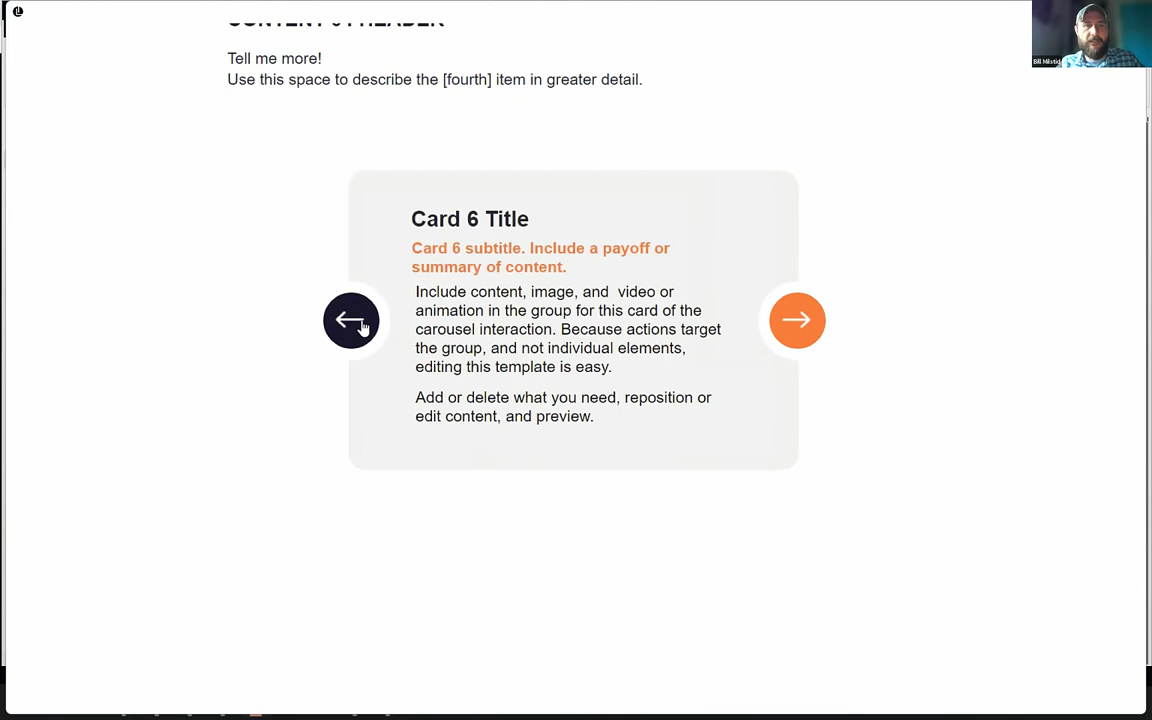 Tell me more!
Use this space to describe the [fourth] item in greater detail.
Card 6 Title
Card 6 subtitle. Include a payoff or
summary of content.
Include content, image, and  video or
animation in the group for this card of the
carousel interaction. Because actions target
the group, and not individual elements,
editing this template is easy.
Add or delete what you need, reposition or
edit content, and preview.